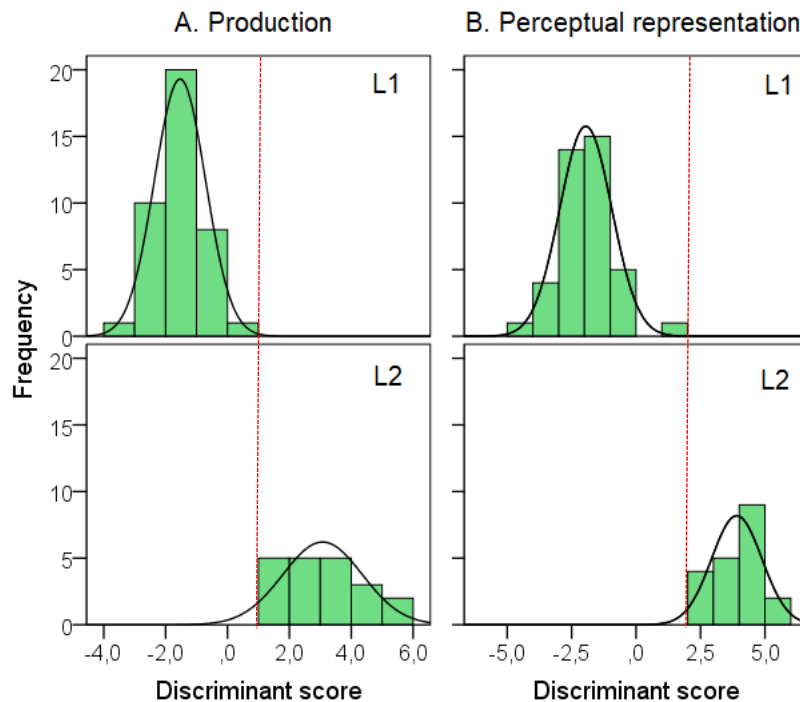 A. Production
B. Perceptual representation
L1
L1
20
15
10
5
0
Frequency
L2
L2
20
15
10
5
0
-4,0 -2,0 ,0 2,0 4,0 6,0
-5,0 -2,5 ,0 2,5 5,0
Discriminant score
Discriminant score